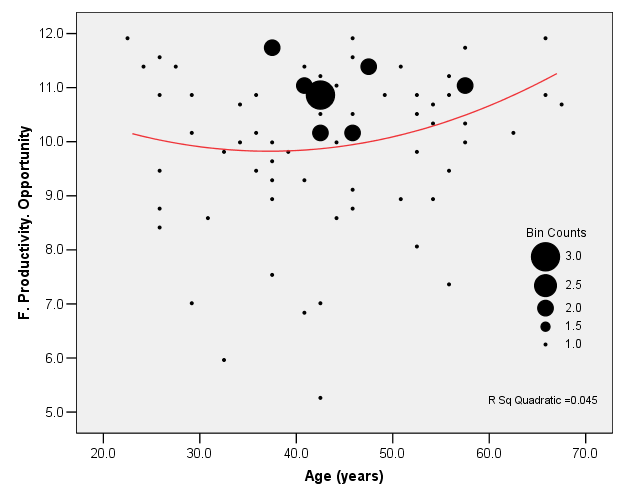 12.0
11.0
10.0
9.0
8.0
7.0
6.0
5.0
F. Productivity. Opportunity
Bin Counts
3.0
2.5
2.0
1.5
1.0
R Sq Quadratic =0.045
20.0 30.0 40.0 50.0 60.0 70.0
Age (years)